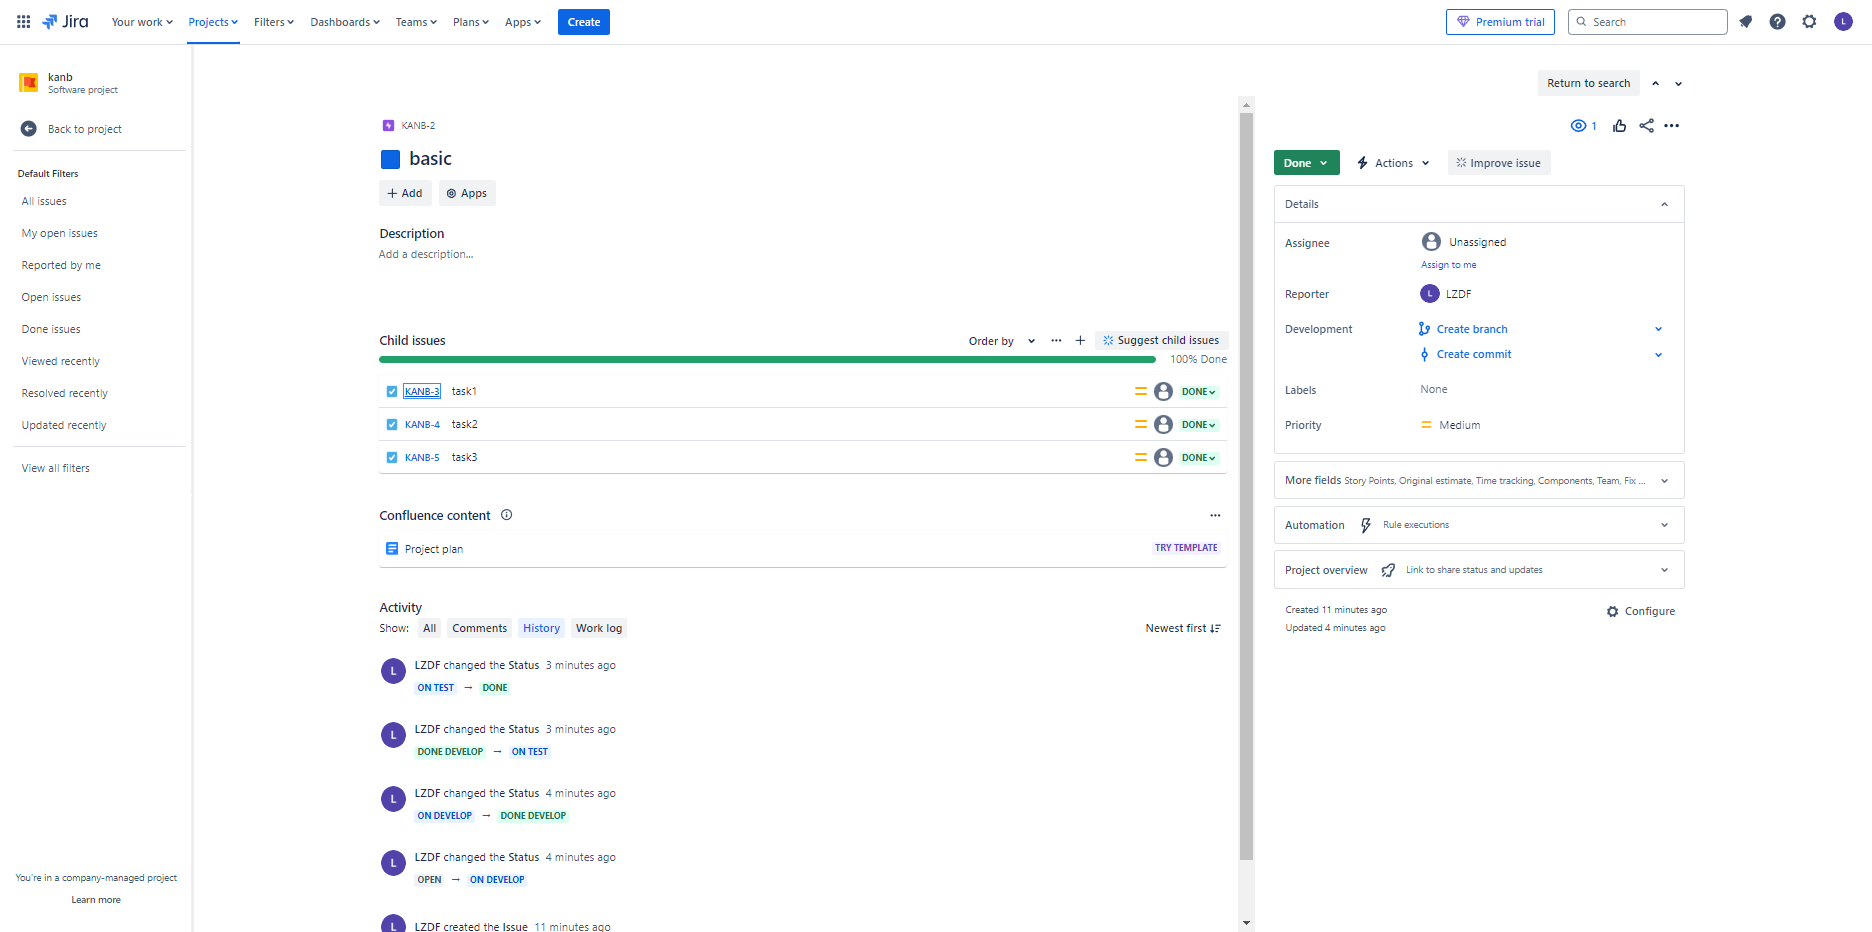 Jira
Your work
Projects
Filters
Dashboards
Teams
Plans
Apps
Create
Premium trial
Search
L
kanb
Software project
Back to project
Default Filters
All issues
My open issues
Reported by me
Open issues
Done issues
Viewed recently
Resolved recently
Updated recently
View all filters
You're in a company-managed project
Learn more
Return to search
KANB-2
basic
Add
Apps
Description
Add a description...
Child issues
Order by
Suggest child issues
100% Done
KANB-3 task1 DONE
KANB-4 task2 DONE
KANB-5 task3 DONE
Confluence content
Project plan
TRY TEMPLATE
Activity
Show: All Comments History Work log
Newest first
L
LZDF changed the Status 3 minutes ago
ON TEST → DONE
L
LZDF changed the Status 3 minutes ago
DONE DEVELOP → ON TEST
L
LZDF changed the Status 4 minutes ago
ON DEVELOP → DONE DEVELOP
L
LZDF changed the Status 4 minutes ago
OPEN → ON DEVELOP
L
LZDF created the Issue 11 minutes ago
1
Done
Actions
Improve issue
Details
Assignee
Unassigned
Assign to me
Reporter
L
LZDF
Development
Create branch
Create commit
Labels
None
Priority
Medium
More fields Story Points, Original estimate, Time tracking, Components, Team, Fix ...
Automation
Rule executions
Project overview
Link to share status and updates
Created 11 minutes ago
Updated 4 minutes ago
Configure